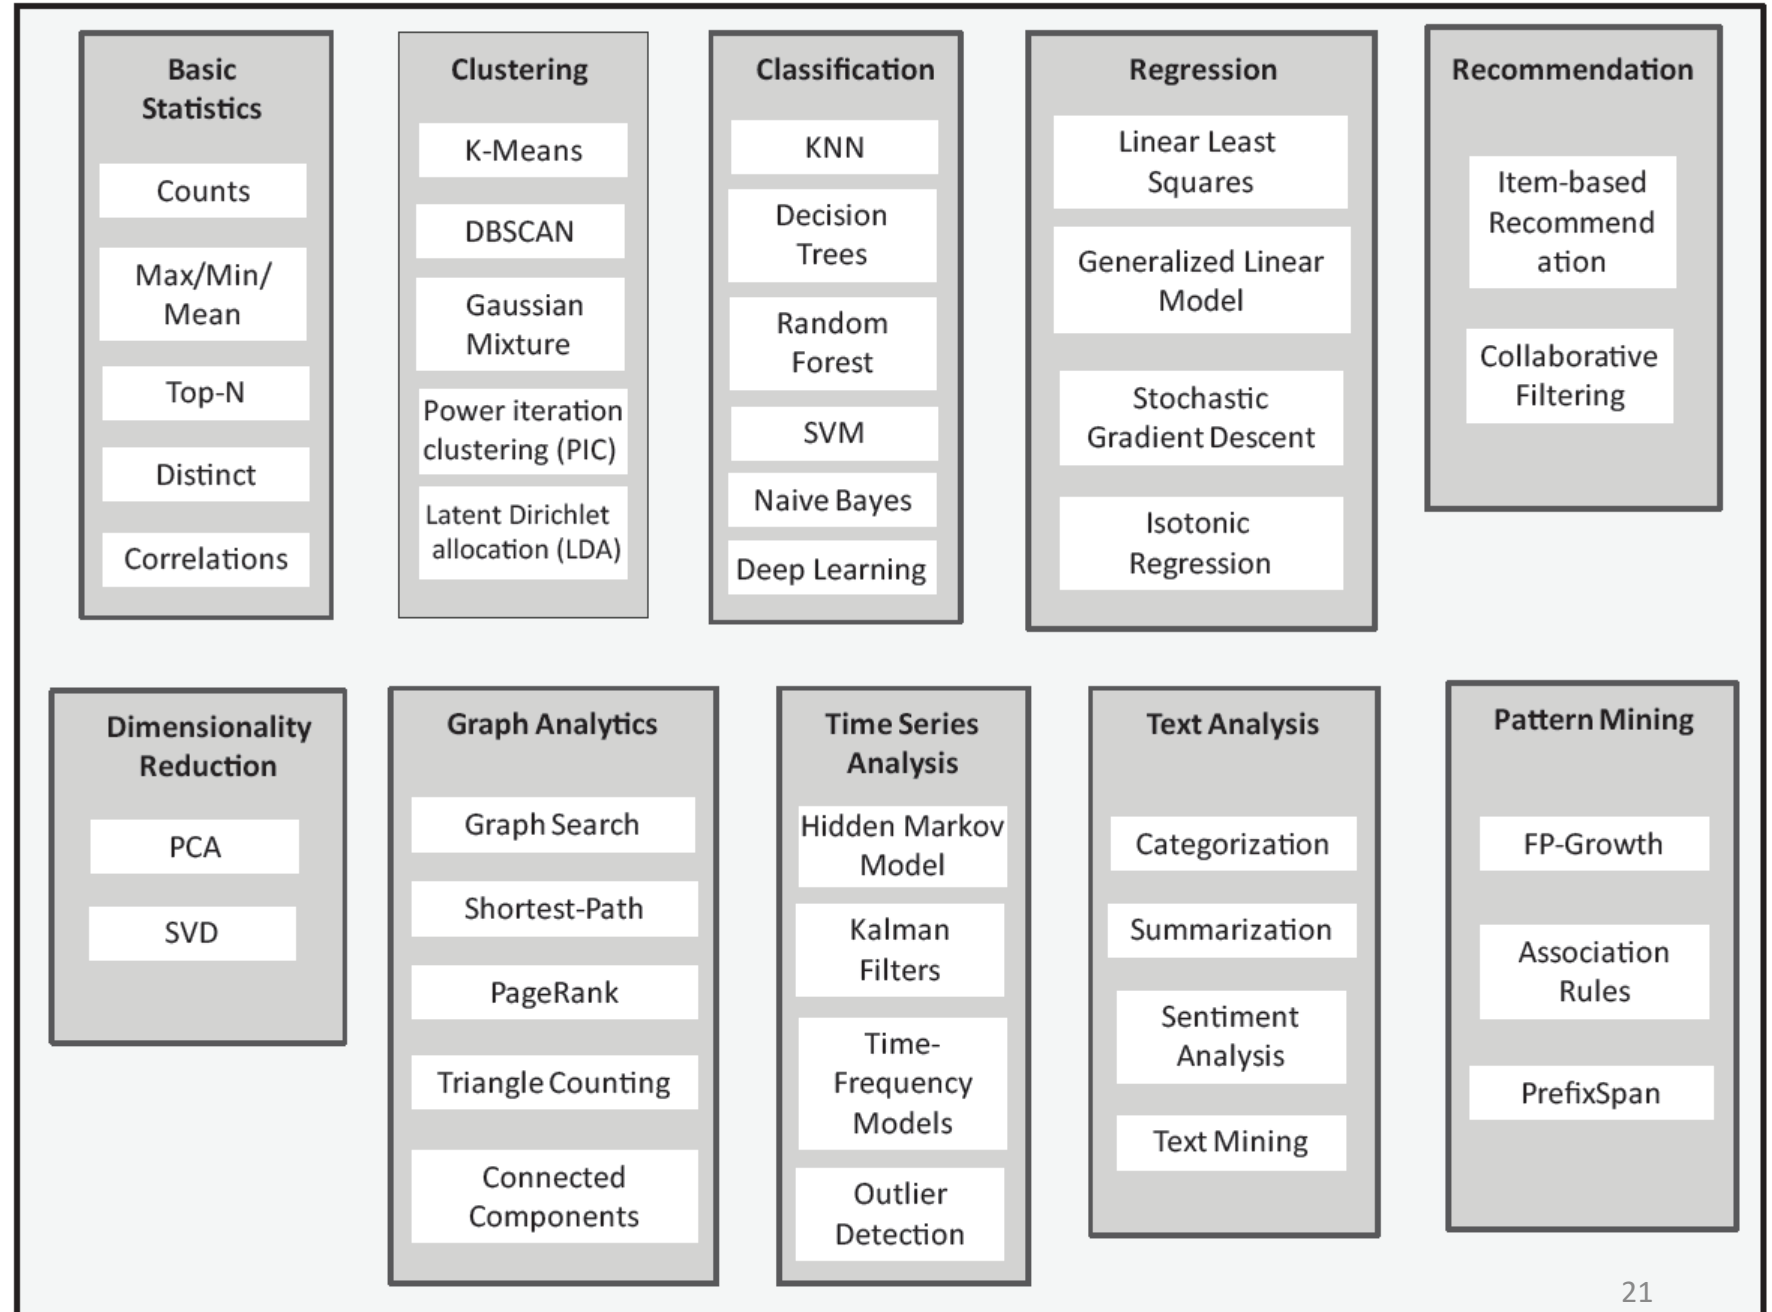 Basic
Statistics
Counts
Max/Min/
Mean
Top-N
Distinct
Correlations
Clustering
K-Means
DBSCAN
Gaussian
Mixture
Power iteration
clustering (PIC)
Latent Dirichlet
allocation (LDA)
Classification
KNN
Decision
Trees
Random
Forest
SVM
Naive Bayes
Deep Learning
Regression
Linear Least
Squares
Generalized Linear
Model
Stochastic
Gradient Descent
Isotonic
Regression
Recommendation
Item-based
Recommend
ation
Collaborative
Filtering
Dimensionality
Reduction
PCA
SVD
Graph Analytics
Graph Search
Shortest-Path
PageRank
Triangle Counting
Connected
Components
Time Series
Analysis
Hidden Markov
Model
Kalman
Filters
Time-
Frequency
Models
Outlier
Detection
Text Analysis
Categorization
Summarization
Sentiment
Analysis
Text Mining
Pattern Mining
FP-Growth
Association
Rules
PrefixSpan
21